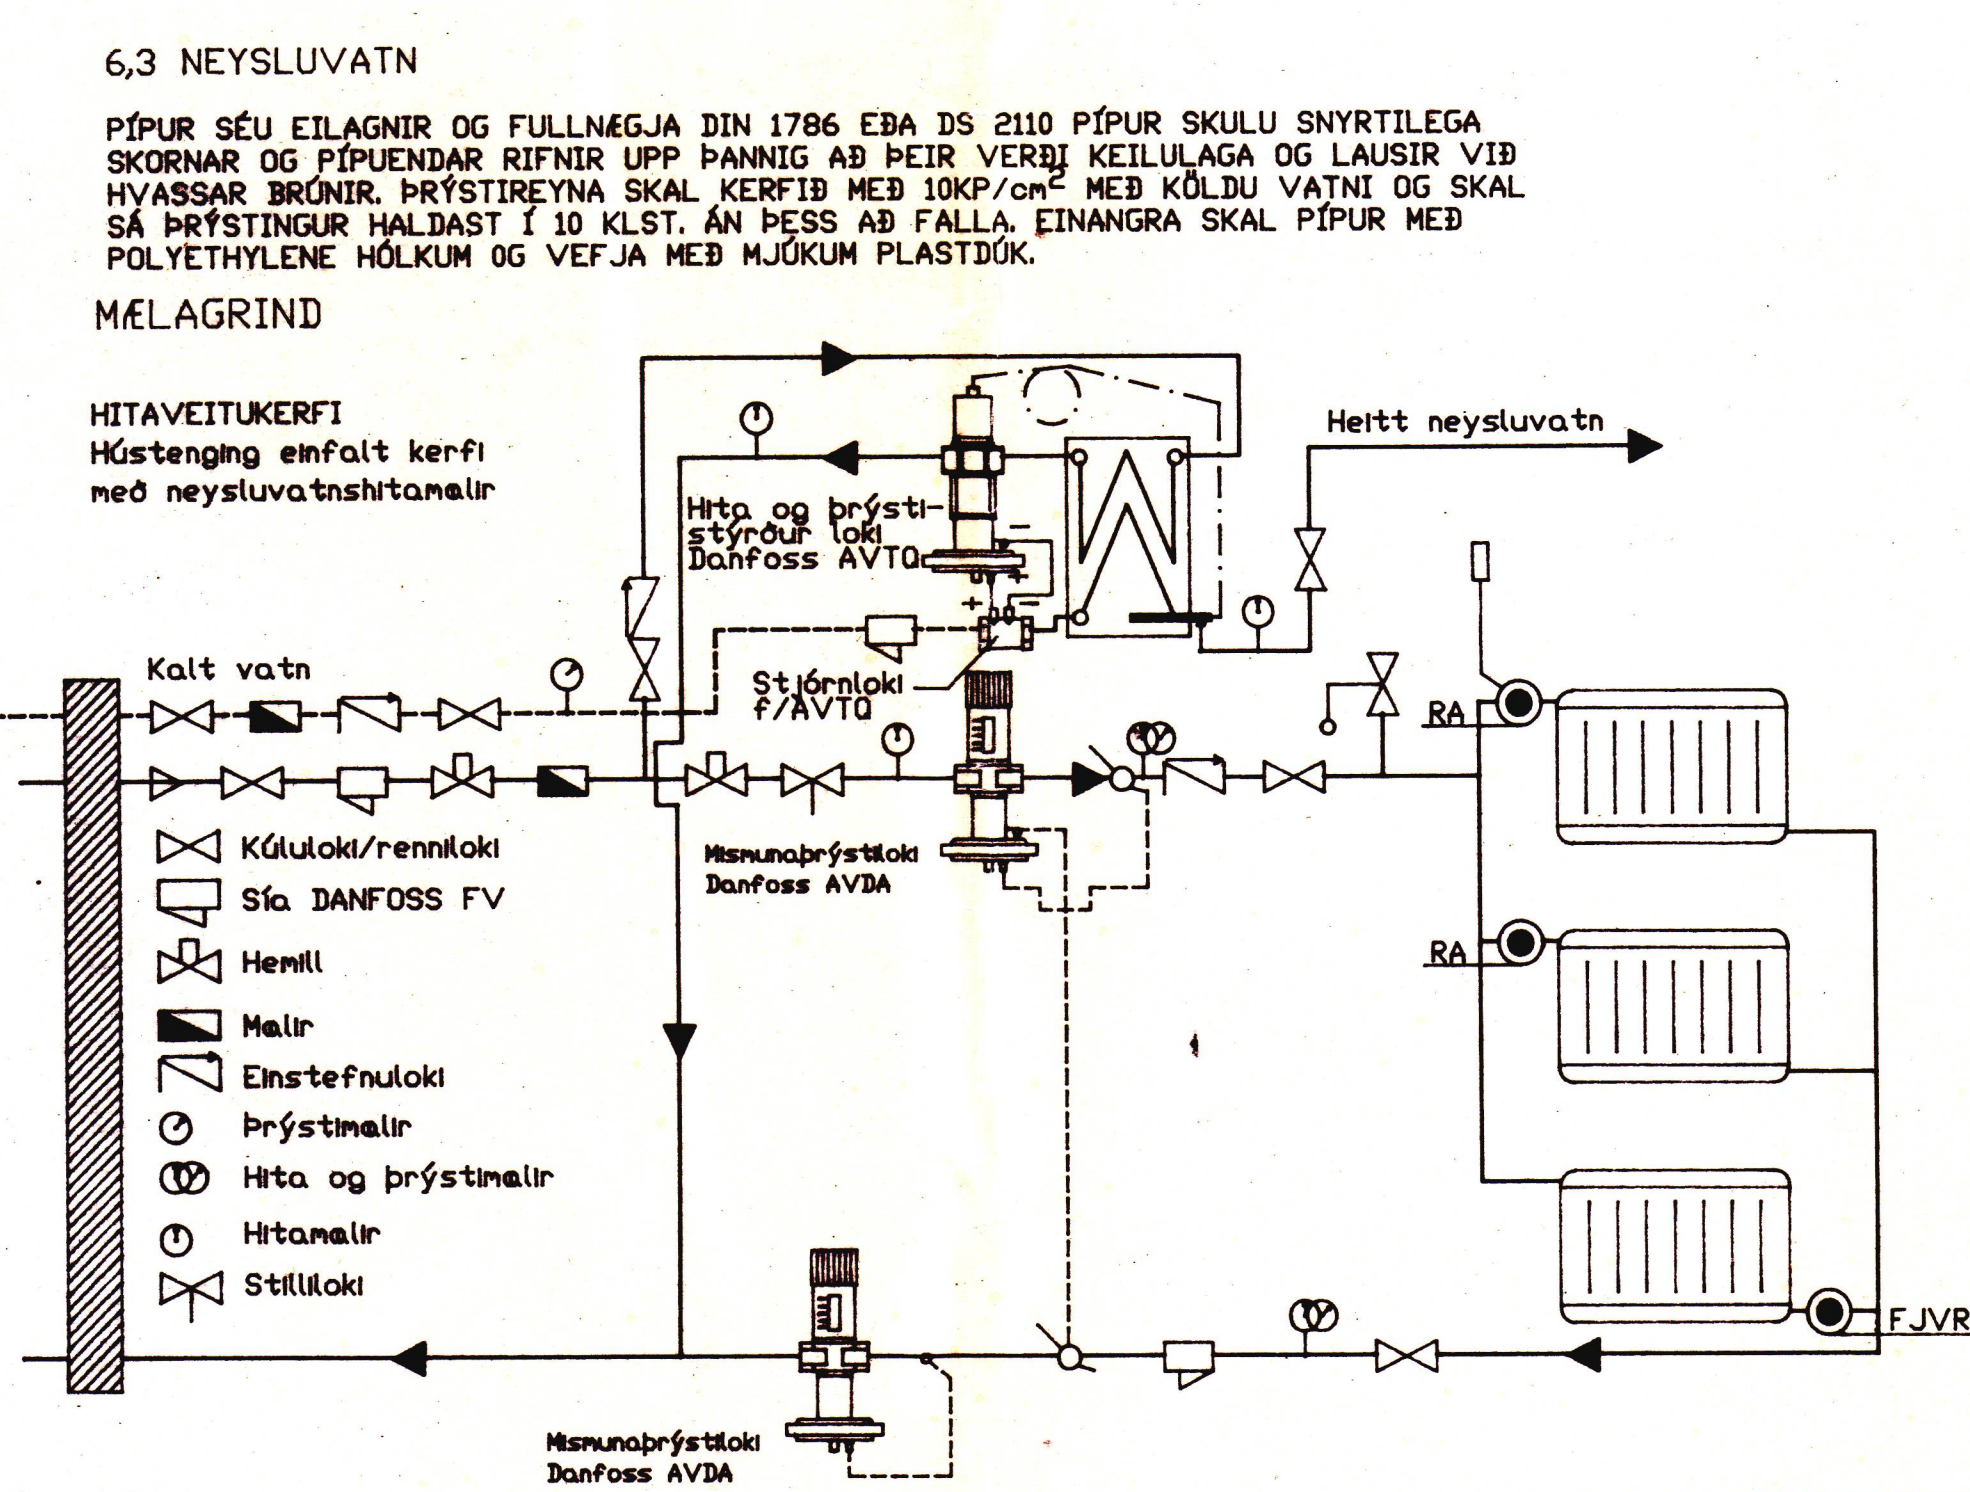 6,3 NEYSLUVATN
PÍPUR SÉU EILAGNIR OG FULLNÆGJA DIN 1786 EÐA DS 2110 PÍPUR SKULU SNYRTILEGA
SKORNAR OG PÍPUENDAR RIFNIR UPP ÞANNIG AÐ ÞEIR VERÐI KEILULAGA OG LAUSIR VIÐ
HVASSAR BRÚNIR. ÞRÝSTIREYNA SKAL KERFIÐ MEÐ 10KP/cm² MEÐ KÖLDU VATNI OG SKAL
SÁ ÞRÝSTINGUR HALDAST Í 10 KLST. ÁN ÞESS AÐ FALLA. EINANGRA SKAL PÍPUR MEÐ
POLYETHYLENE HÓLKUM OG VEFJA MEÐ MJÚKUM PLASTDÚK.
MÆLAGRIND
HITAVEITUKERFI
Hústenging einfalt kerfi
með neysluvatnshitamælir
Heitt neysluvatn
Hita og þrýsti-
stýrður loki
Danfoss AVTQ
− + + −
Kalt vatn
Stjórnloki
f/AVTQ
RA
Mismunaþrýstiloki
Danfoss AVDA
Kúluloki/renniloki
Sía DANFOSS FV
Hemill
RA
Mælir
Einstefnuloki
Þrýstimælir
Hita og þrýstimælir
Hitamælir
Stilliloki
FJVR
Mismunaþrýstiloki
Danfoss AVDA